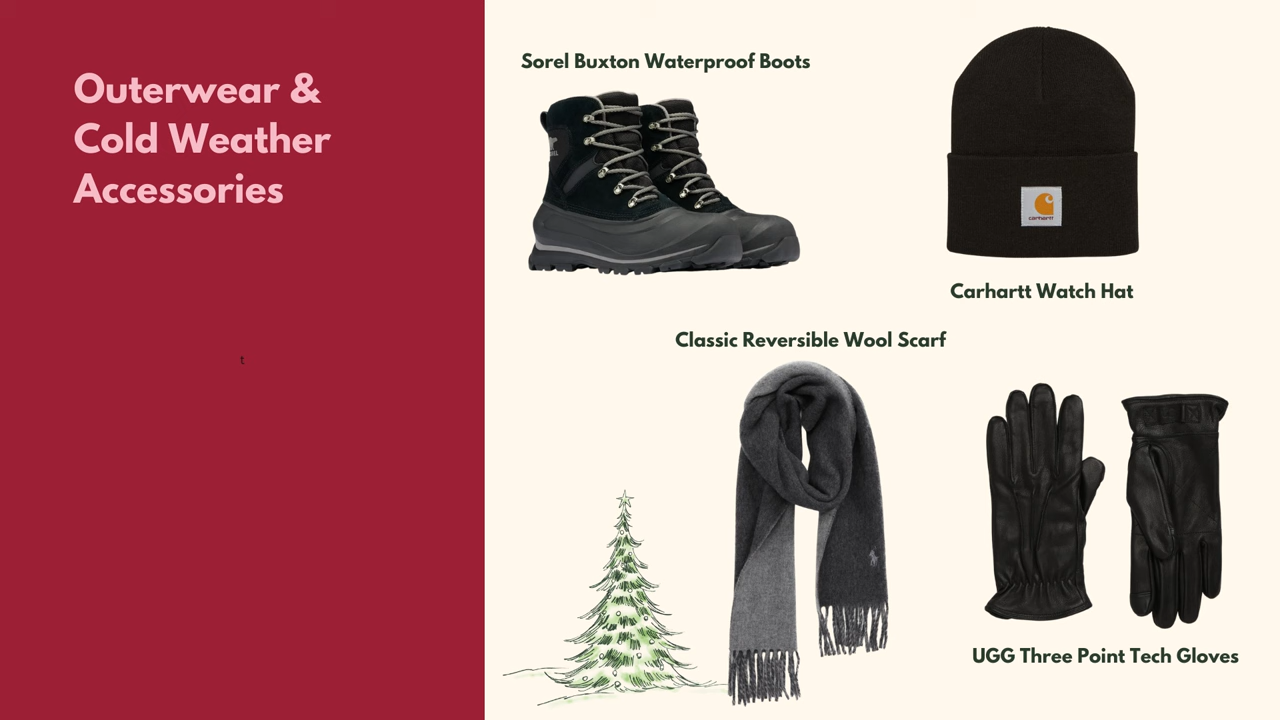 Outerwear &
Cold Weather
Accessories
t
Sorel Buxton Waterproof Boots
carhartt
Carhartt Watch Hat
Classic Reversible Wool Scarf
UGG Three Point Tech Gloves